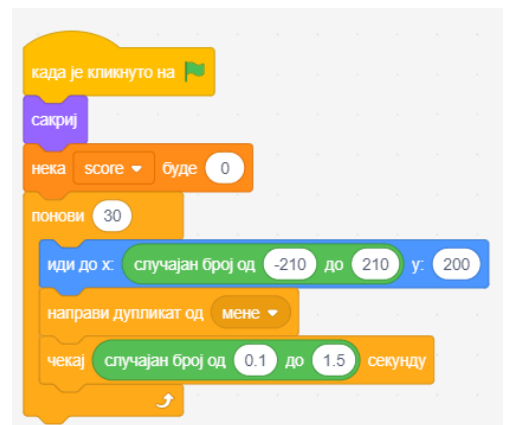 када је кликнуто на
сакриј
нека score буде 0
понови 30
иди до x: случајан број од -210 до 210 y: 200
направи дупликат од мене
чекај случајан број од 0.1 до 1.5 секунду